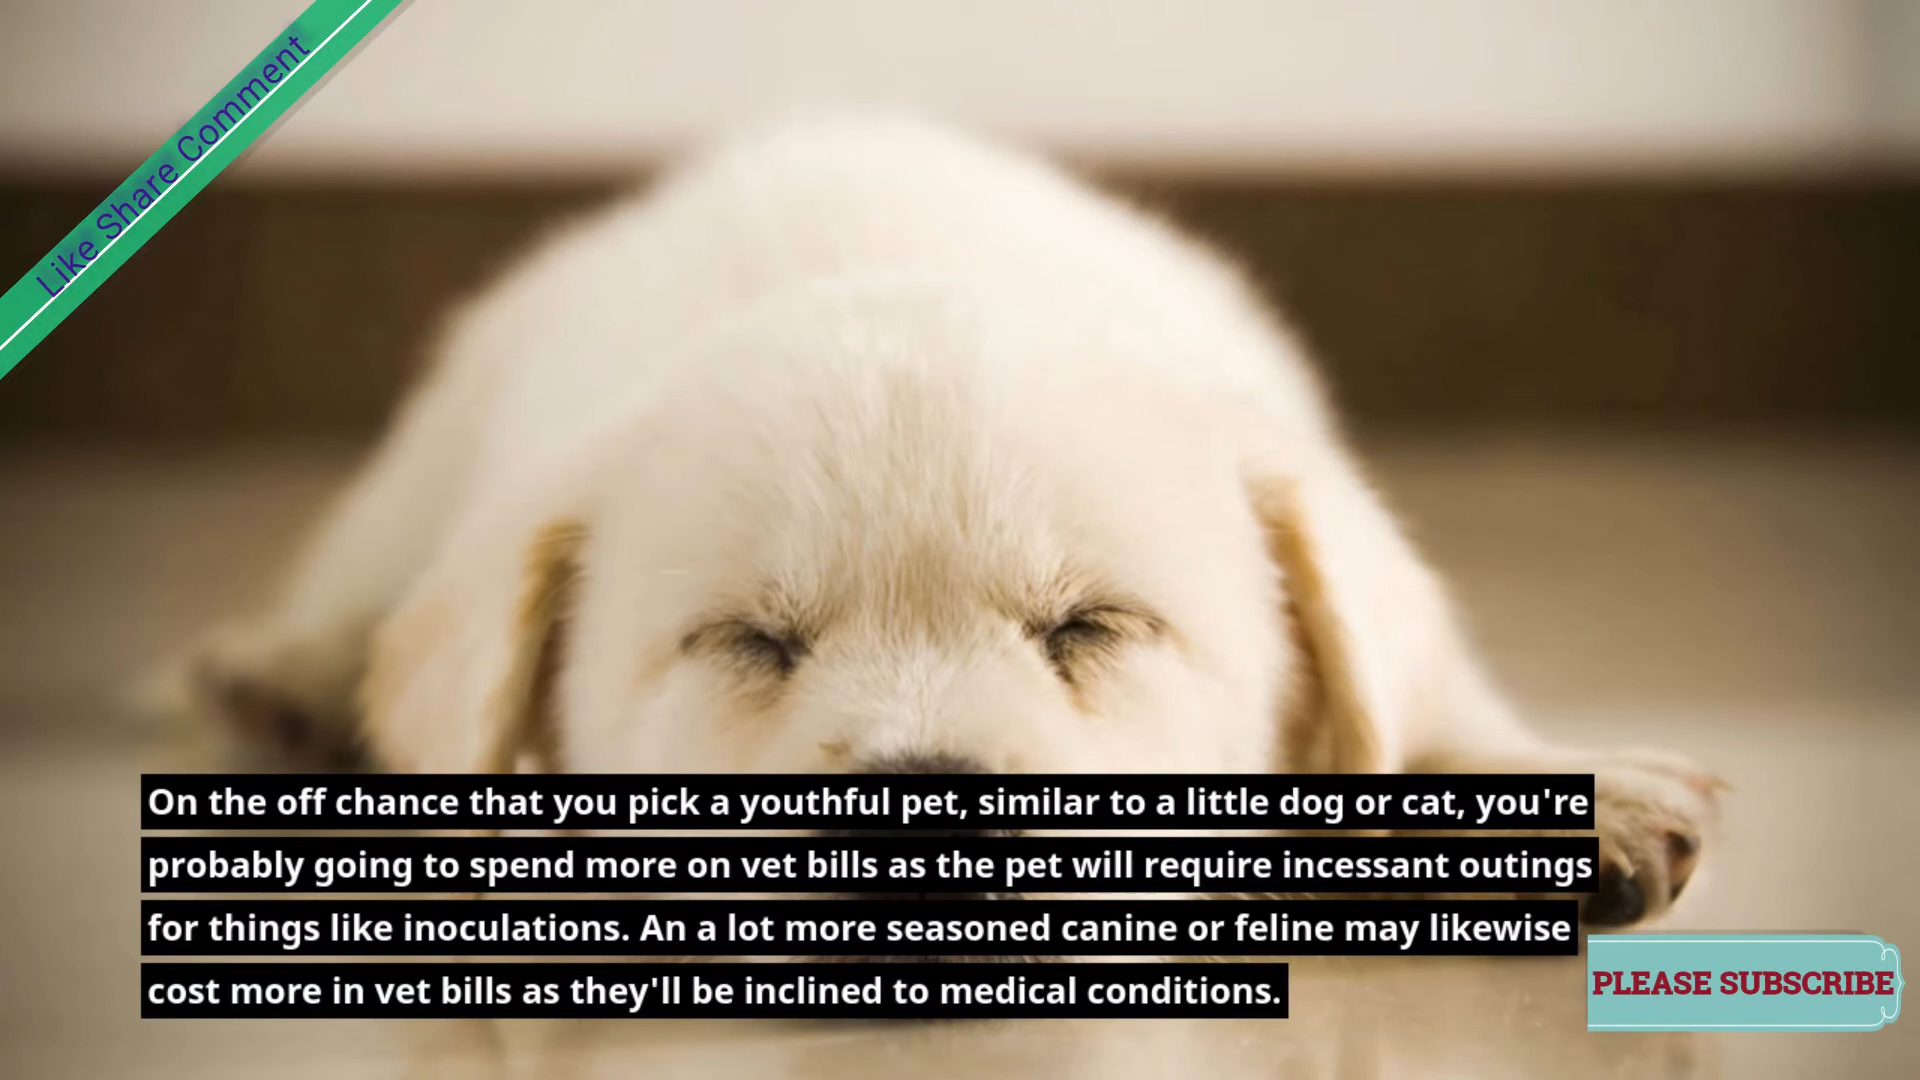 Like Share Comment
On the off chance that you pick a youthful pet, similar to a little dog or cat, you're
probably going to spend more on vet bills as the pet will require incessant outings
for things like inoculations. An a lot more seasoned canine or feline may likewise
cost more in vet bills as they'll be inclined to medical conditions.
PLEASE SUBSCRIBE